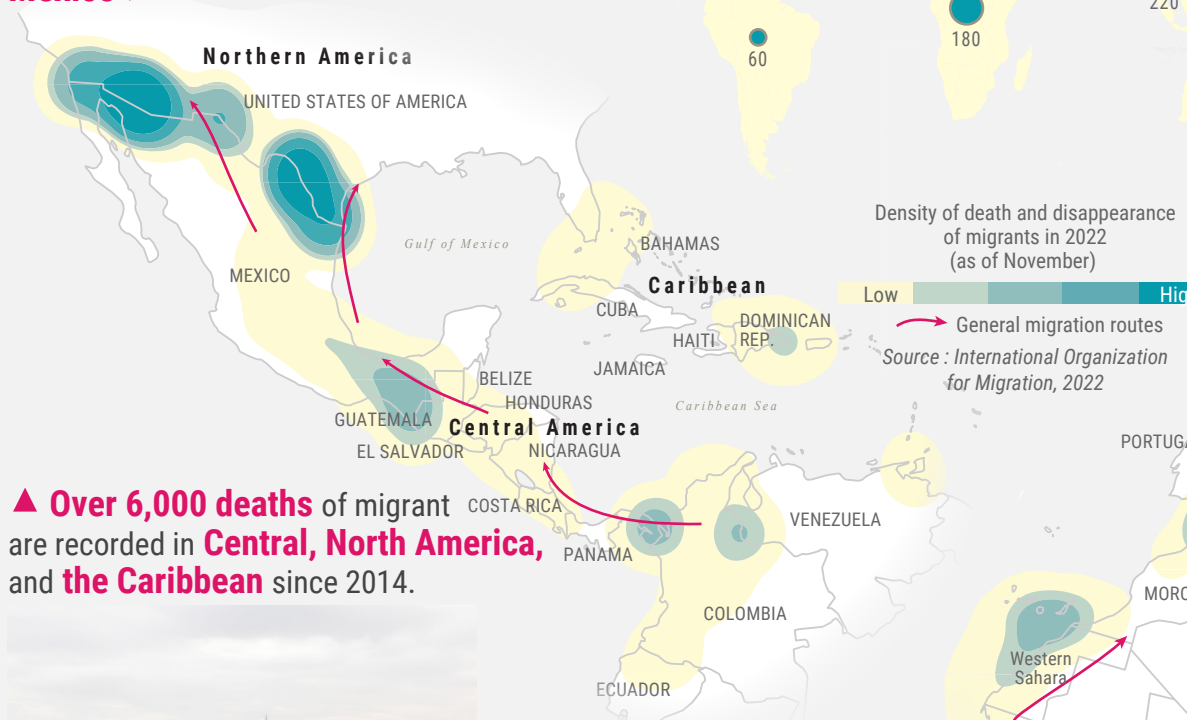 Northern America
UNITED STATES OF AMERICA
60
180
220
Gulf of Mexico
MEXICO
BAHAMAS
Caribbean
CUBA
DOMINICAN
REP.
HAITI
JAMAICA
BELIZE
HONDURAS
Caribbean Sea
GUATEMALA
Central America
EL SALVADOR
NICARAGUA
COSTA RICA
PANAMA
VENEZUELA
COLOMBIA
ECUADOR
Density of death and disappearance
of migrants in 2022
(as of November)
Low
Hig
General migration routes
Source : International Organization
for Migration, 2022
PORTUGA
MORO
Western
Sahara
▲ Over 6,000 deaths of migrant
are recorded in Central, North America,
and the Caribbean since 2014.